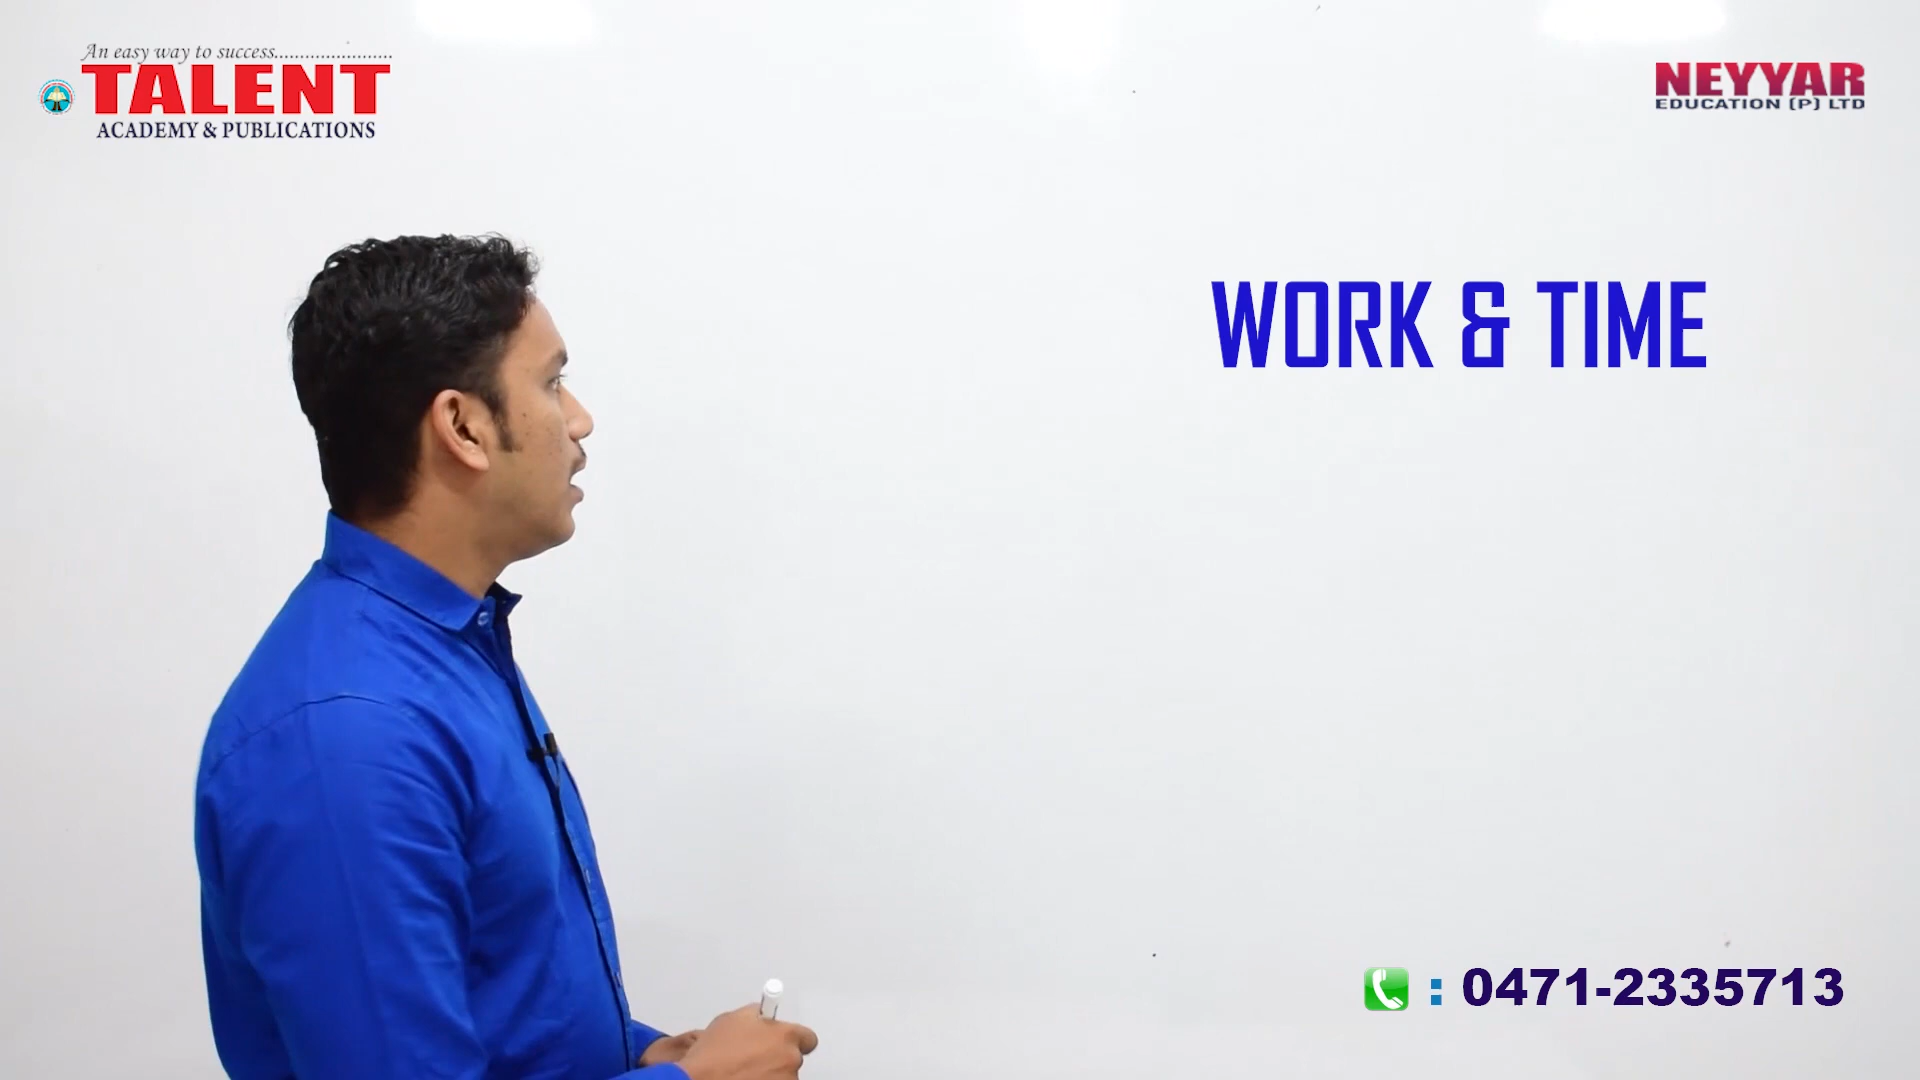 An easy way to success.......................
TALENT
ACADEMY & PUBLICATIONS
NEYYAR
EDUCATION (P) LTD
WORK & TIME
: 0471-2335713